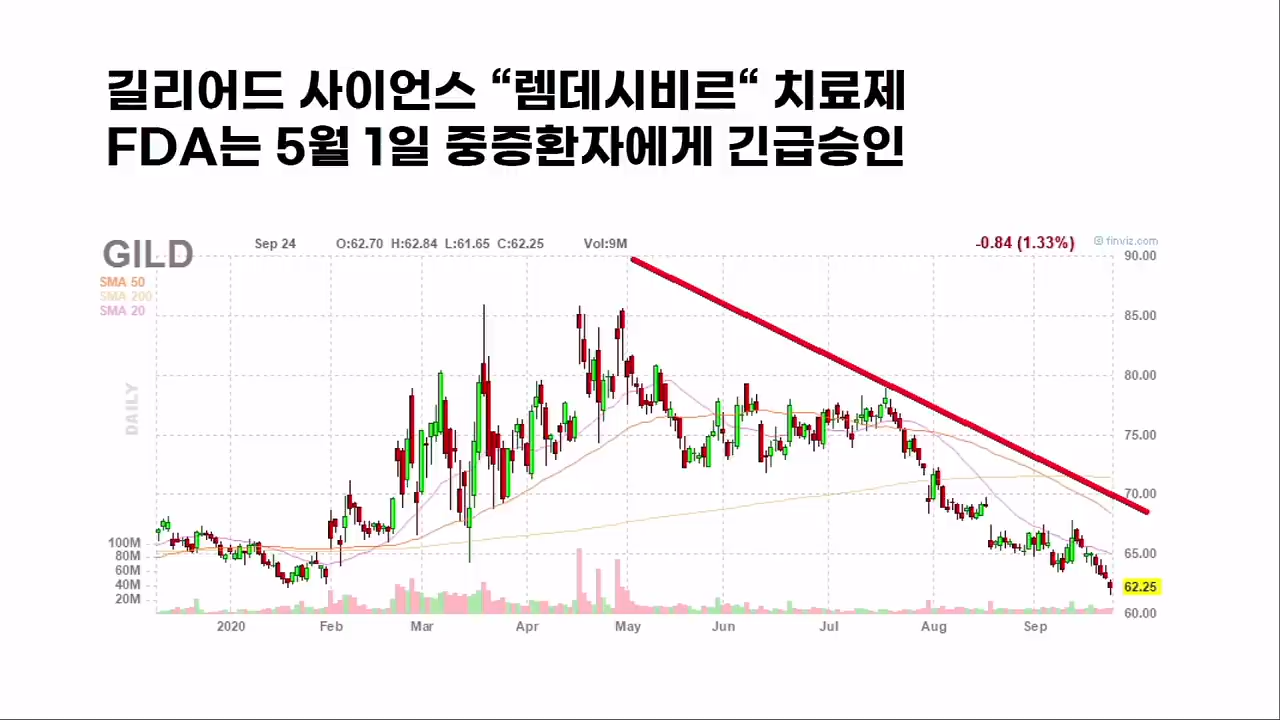 길리어드 사이언스 “렘데시비르“ 치료제
FDA는 5월 1일 중증환자에게 긴급승인
GILD
Sep 24 O:62.70 H:62.84 L:61.65 C:62.25 Vol:9M
-0.84 (1.33%)
© finviz.com
SMA 50
SMA 200
SMA 20
DAILY
90.00
85.00
80.00
75.00
70.00
65.00
62.25
60.00
100M
80M
60M
40M
20M
2020 Feb Mar Apr May Jun Jul Aug Sep